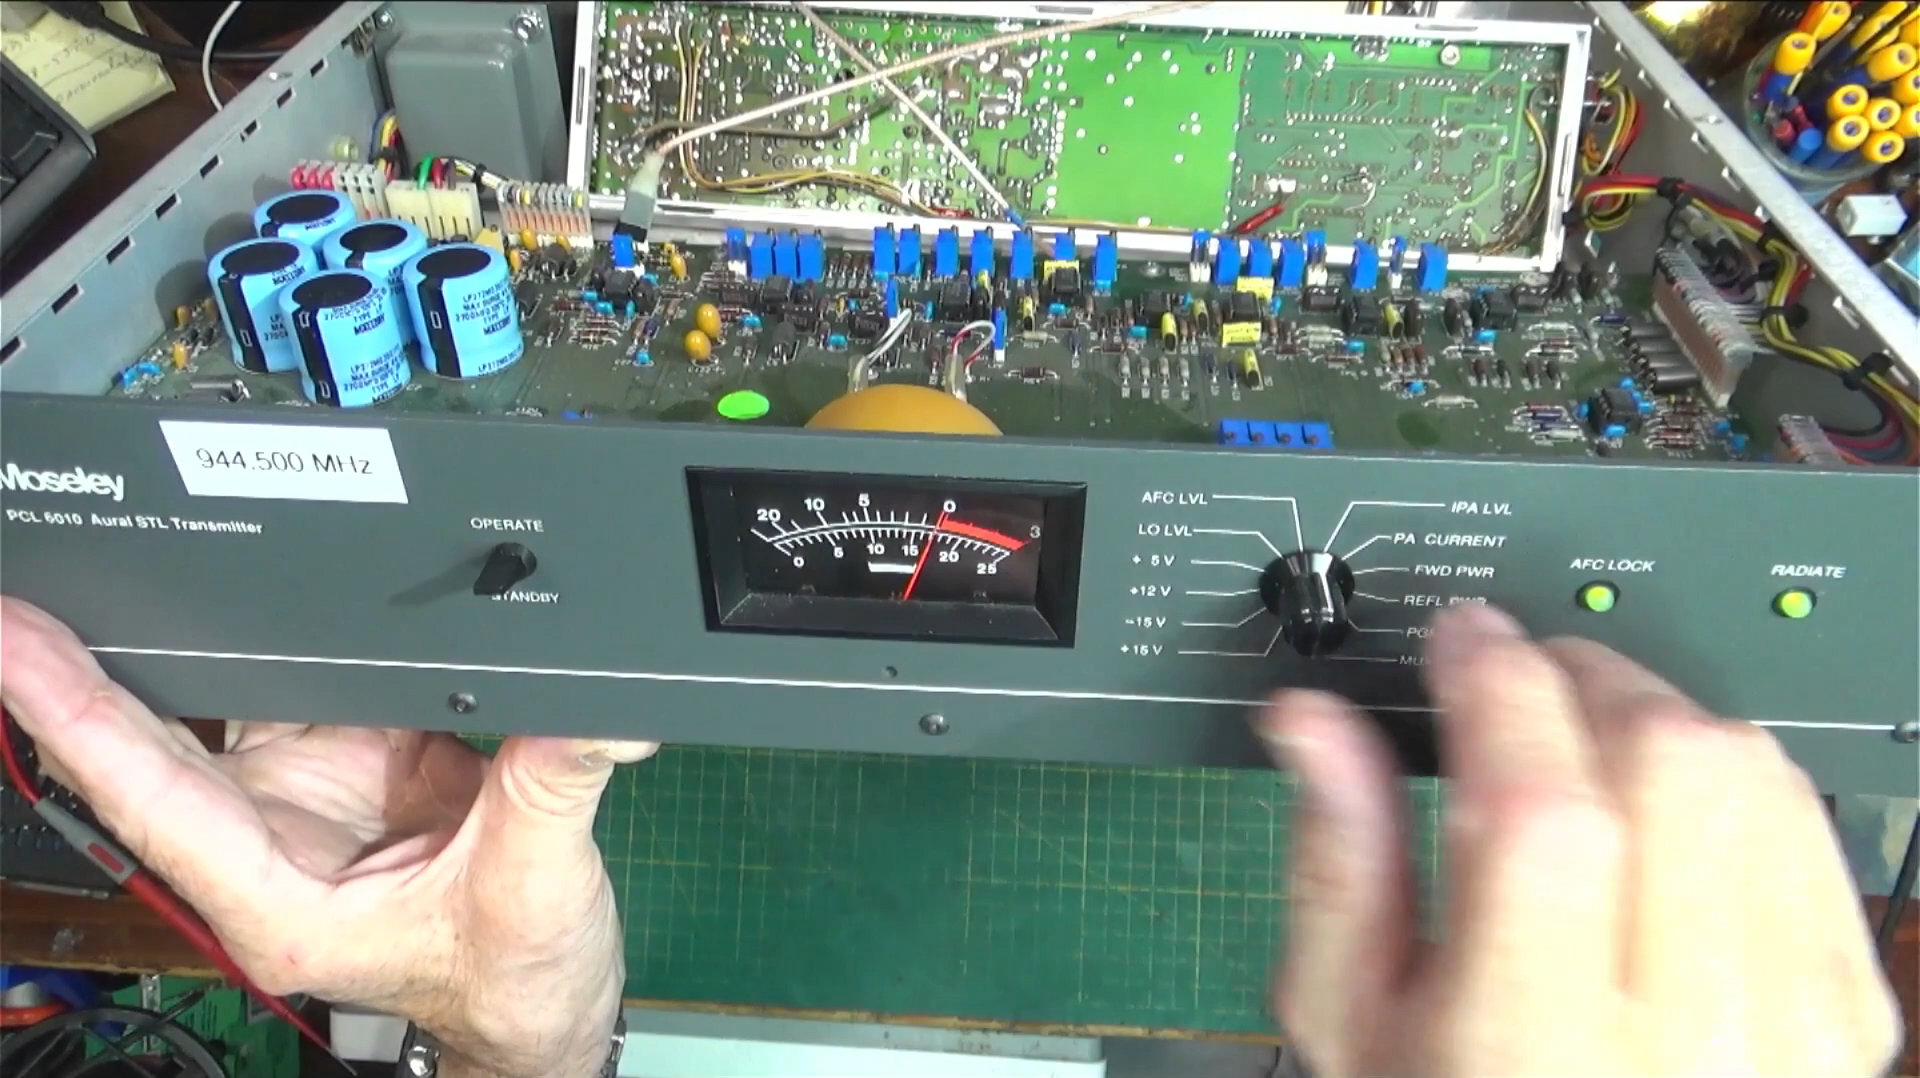 Moseley
944.500 MHz
PCL 6010 Aural STL Transmitter
OPERATE
STANDBY
20 10 5 0 3
0 5 10 15 20 25
AFC LVL
LO LVL
+ 5 V
+12 V
-15 V
+15 V
IPA LVL
PA CURRENT
FWD PWR
REFL PWR
AFC LOCK
RADIATE